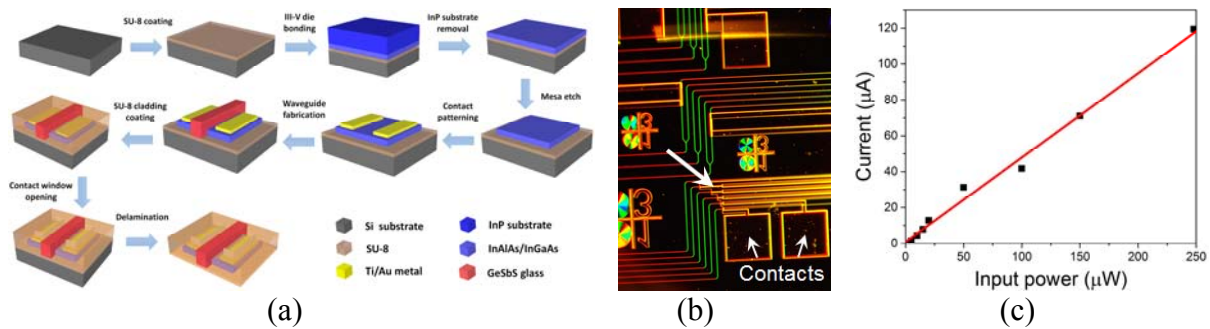 SU-8 coating
III-V die
bonding
InP substrate
removal
Mesa etch
SU-8 cladding
coating
Waveguide
fabrication
Contact
patterning
Contact window
opening
Delamination
Si substrate
SU-8
Ti/Au metal
InP substrate
InAlAs/InGaAs
GeSbS glass
(a)
Contacts
(b)
Current (μA)
120
100
80
60
40
20
0
0 50 100 150 200 250
Input power (μW)
(c)